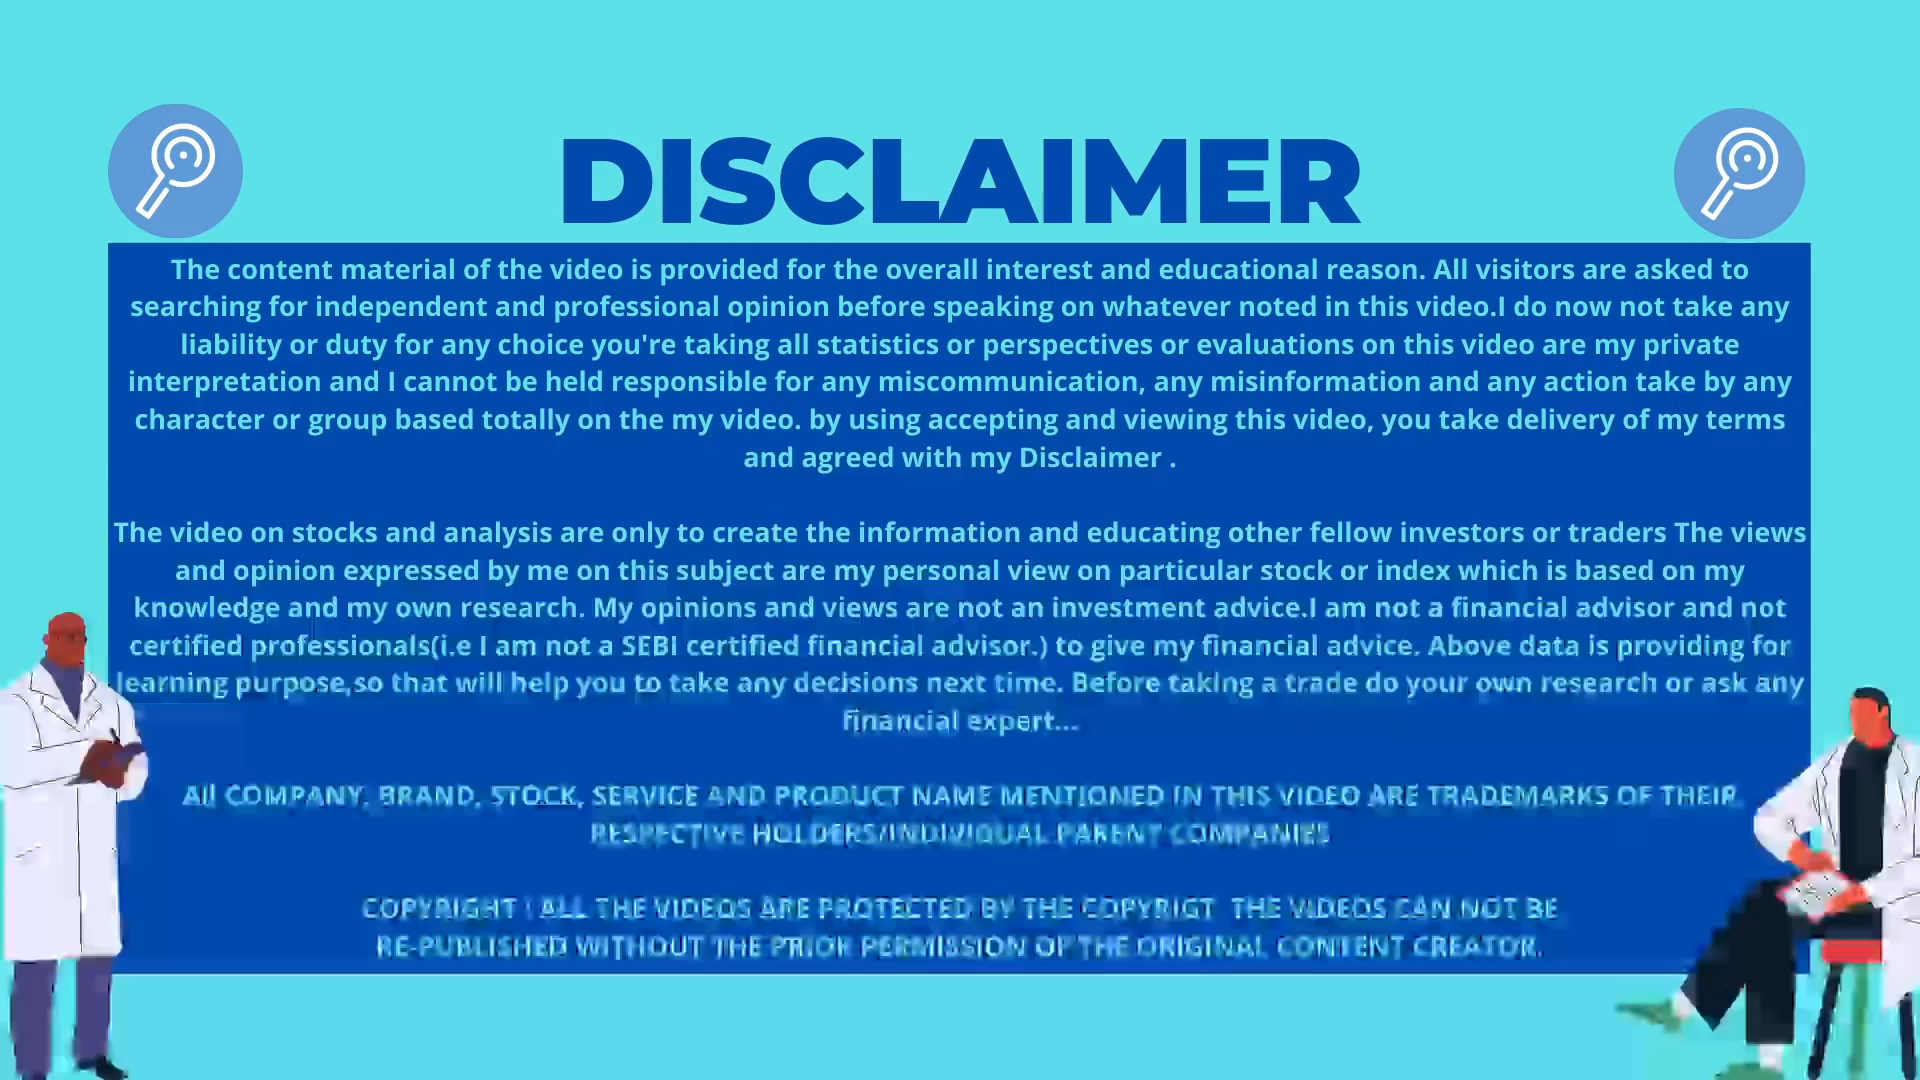 DISCLAIMER
The content material of the video is provided for the overall interest and educational reason. All visitors are asked to
searching for independent and professional opinion before speaking on whatever noted in this video.I do now not take any
liability or duty for any choice you're taking all statistics or perspectives or evaluations on this video are my private
interpretation and I cannot be held responsible for any miscommunication, any misinformation and any action take by any
character or group based totally on the my video. by using accepting and viewing this video, you take delivery of my terms
and agreed with my Disclaimer .
The video on stocks and analysis are only to create the information and educating other fellow investors or traders The views
and opinion expressed by me on this subject are my personal view on particular stock or index which is based on my
knowledge and my own research. My opinions and views are not an investment advice.I am not a financial advisor and not
certified professionals(i.e I am not a SEBI certified financial advisor.) to give my financial advice. Above data is providing for
learning purpose,so that will help you to take any decisions next time. Before taking a trade do your own research or ask any
financial expert...
All COMPANY, BRAND, STOCK, SERVICE AND PRODUCT NAME MENTIONED IN THIS VIDEO ARE TRADEMARKS OF THEIR
RESPECTIVE HOLDERS/INDIVIDUAL PARENT COMPANIES
COPYRIGHT : ALL THE VIDEOS ARE PROTECTED BY THE COPYRIGT THE VIDEOS CAN NOT BE
RE-PUBLISHED WITHOUT THE PRIOR PERMISSION OF THE ORIGINAL CONTENT CREATOR.